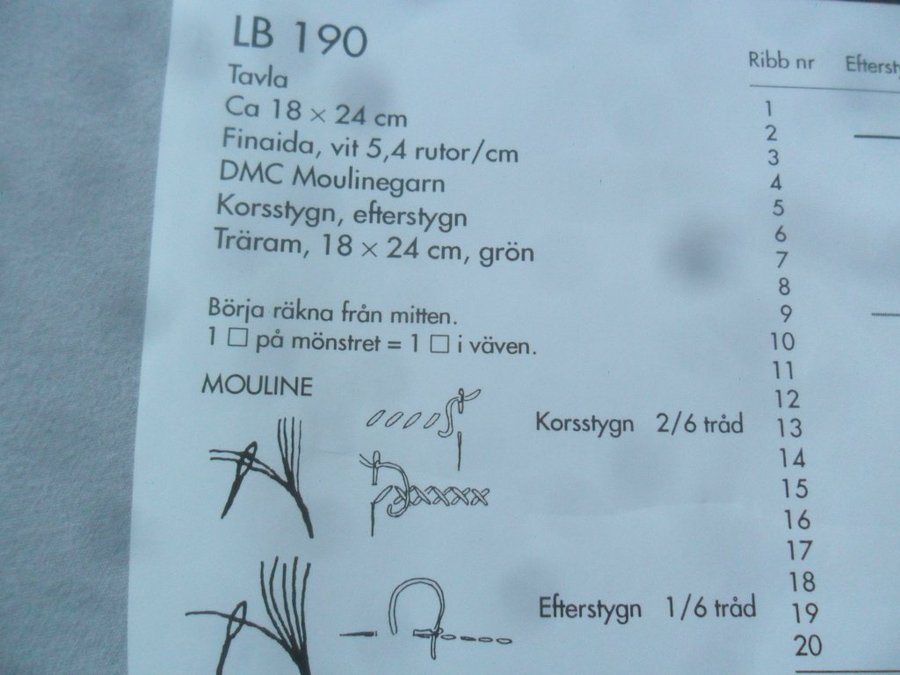 LB 190
Tavla
Ca 18 × 24 cm
Finaida, vit 5,4 rutor/cm
DMC Moulinegarn
Korsstygn, efterstygn
Träram, 18 × 24 cm, grön
Börja räkna från mitten.
1 □ på mönstret = 1 □ i väven.
MOULINE
Korsstygn 2/6 tråd
Efterstygn 1/6 tråd
Ribb nr Efterst
1
2
3
4
5
6
7
8
9
10
11
12
13
14
15
16
17
18
19
20